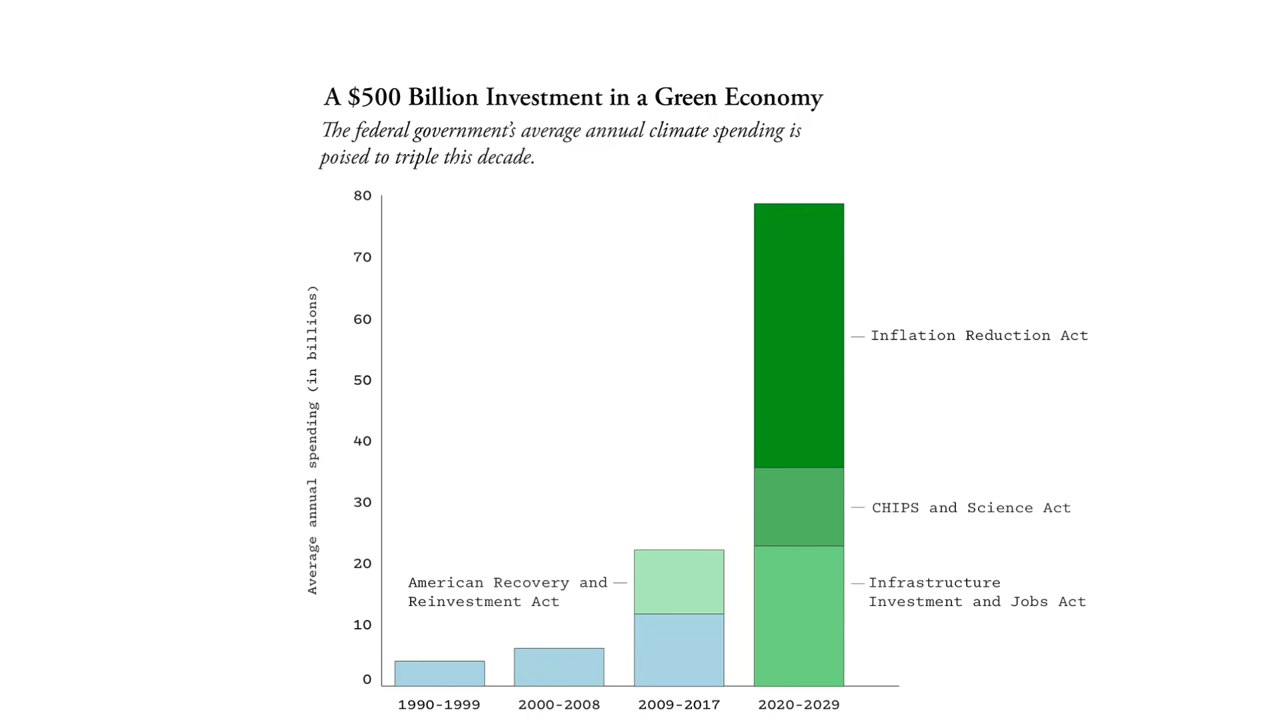 A $500 Billion Investment in a Green Economy
The federal government's average annual climate spending is
poised to triple this decade.
Average annual spending (in billions)
80
70
60
50
40
30
20
10
0
Inflation Reduction Act
CHIPS and Science Act
American Recovery and
Reinvestment Act
Infrastructure
Investment and Jobs Act
1990-1999
2000-2008
2009-2017
2020-2029